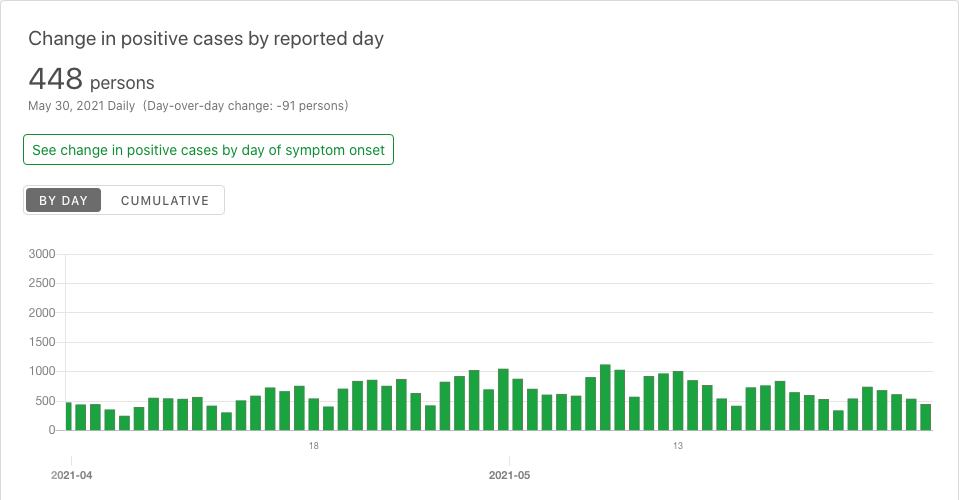 Change in positive cases by reported day
448 persons
May 30, 2021 Daily (Day-over-day change: -91 persons)
See change in positive cases by day of symptom onset
BY DAY CUMULATIVE
3000
2500
2000
1500
1000
500
0
18 13
2021-04 2021-05